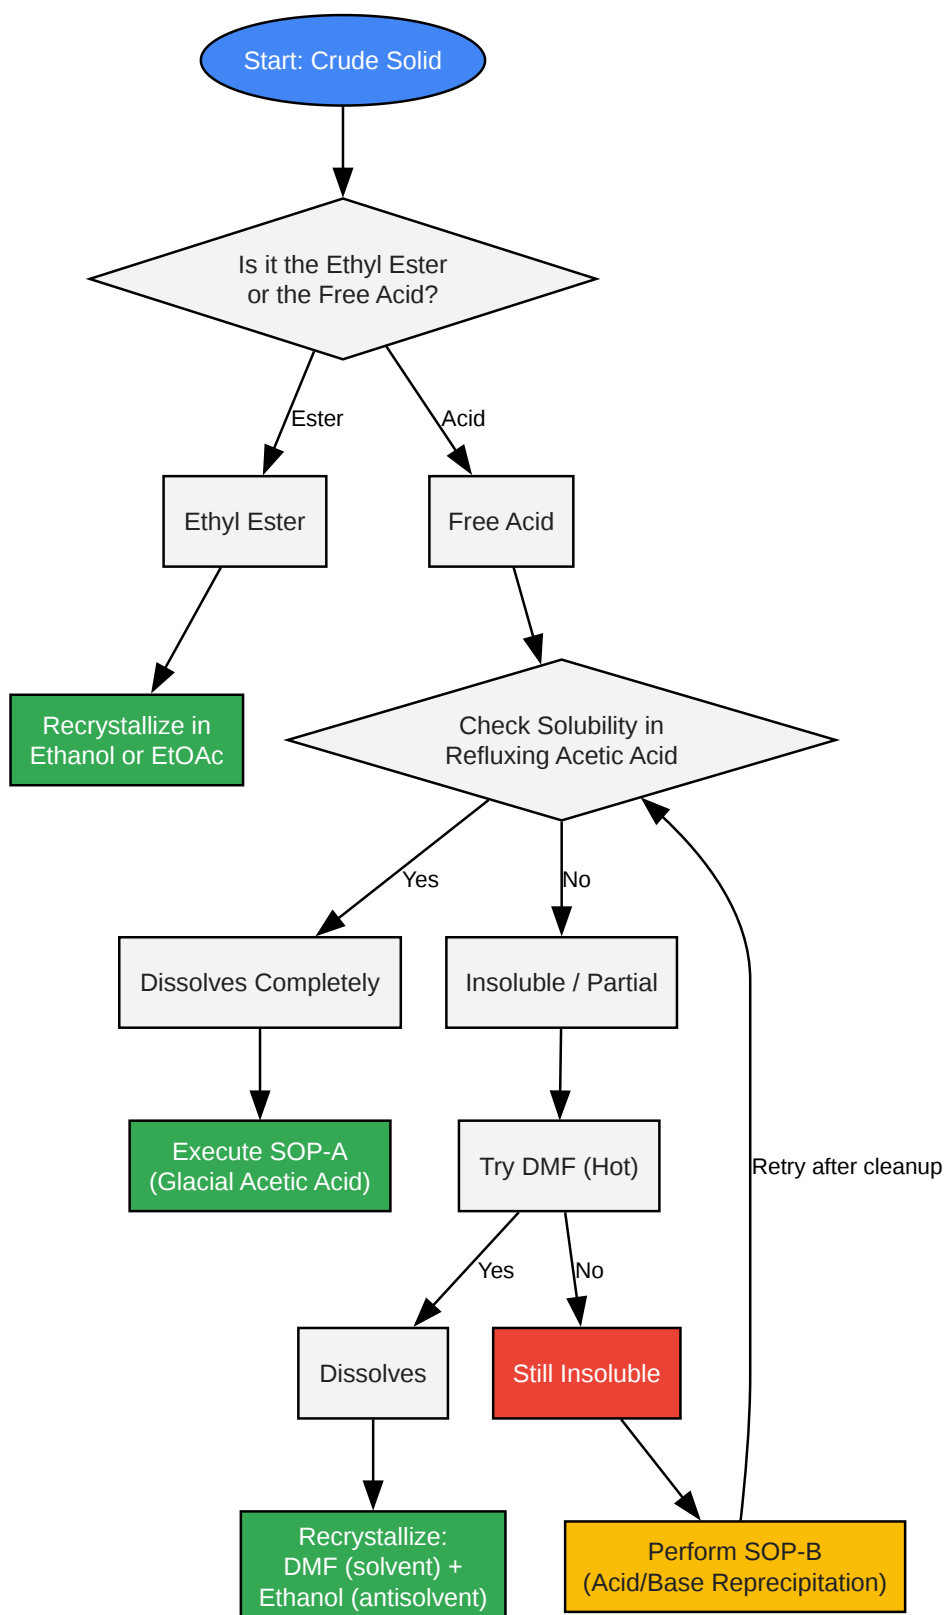 Start: Crude Solid
Is it the Ethyl Ester
or the Free Acid?
Ester
Acid
Ethyl Ester
Free Acid
Recrystallize in
Ethanol or EtOAc
Check Solubility in
Refluxing Acetic Acid
Yes
No
Dissolves Completely
Insoluble / Partial
Execute SOP-A
(Glacial Acetic Acid)
Try DMF (Hot)
Retry after cleanup
Yes
No
Dissolves
Still Insoluble
Recrystallize:
DMF (solvent) +
Ethanol (antisolvent)
Perform SOP-B
(Acid/Base Reprecipitation)